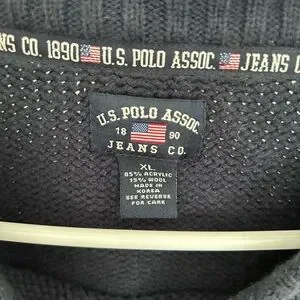 NS CO. 1890 U.S. POLO ASSOC. JEANS CO.
U.S. POLO ASSOC.
18 90
JEANS CO.
XL
85% ACRYLIC
15% WOOL
MADE IN
KOREA
SEE REVERSE
FOR CARE